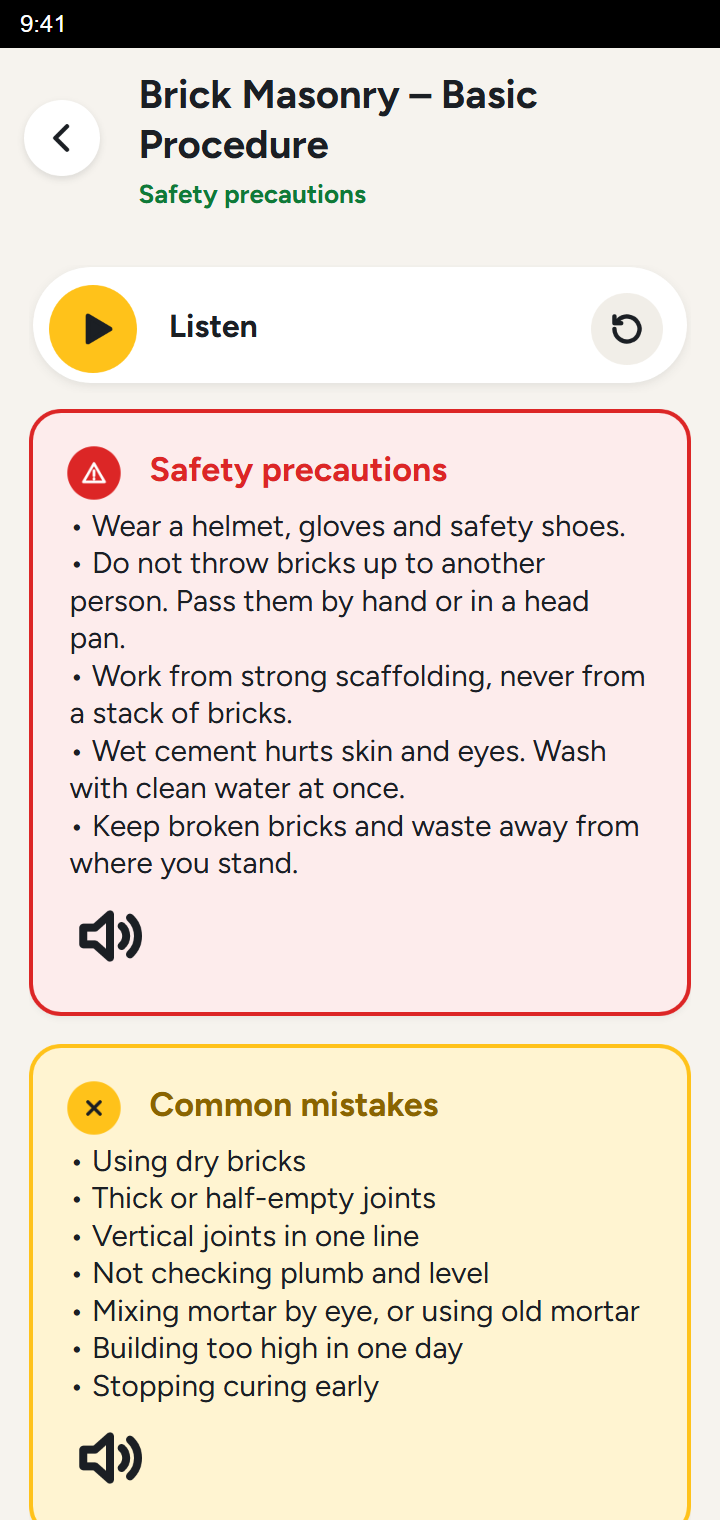 9:41
Brick Masonry – Basic
Procedure
Safety precautions
Listen
Safety precautions
• Wear a helmet, gloves and safety shoes.
• Do not throw bricks up to another
person. Pass them by hand or in a head
pan.
• Work from strong scaffolding, never from
a stack of bricks.
• Wet cement hurts skin and eyes. Wash
with clean water at once.
• Keep broken bricks and waste away from
where you stand.
Common mistakes
• Using dry bricks
• Thick or half-empty joints
• Vertical joints in one line
• Not checking plumb and level
• Mixing mortar by eye, or using old mortar
• Building too high in one day
• Stopping curing early